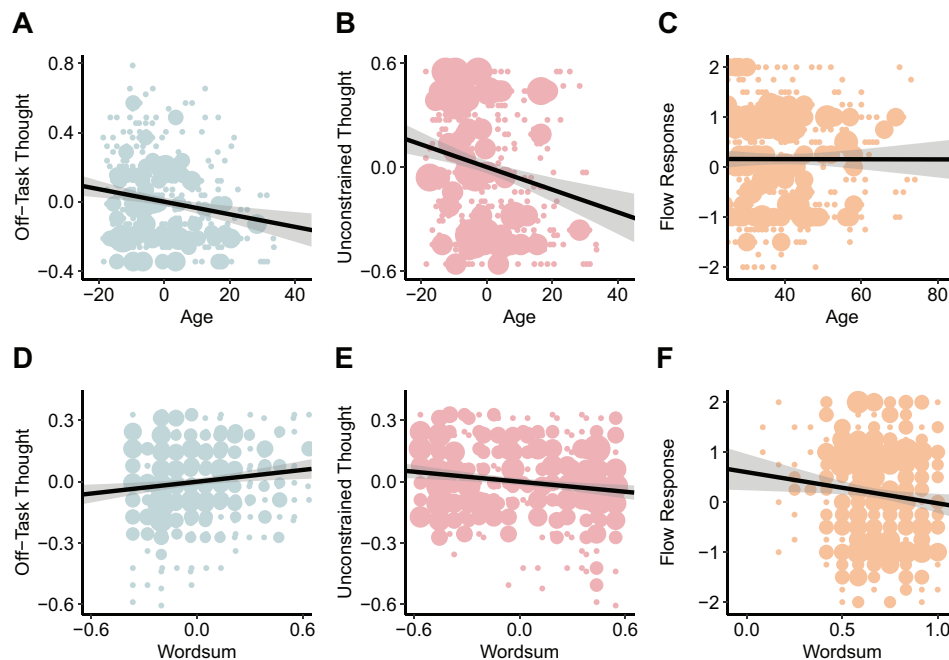 A
B
C
Off−Task Thought
0.8
0.4
0.0
−0.4
−20
0
20
40
Age
Unconstrained Thought
0.6
0.0
−0.6
−20
0
20
40
Age
Flow Response
2
1
0
−1
−2
40
60
80
Age
D
E
F
Off−Task Thought
0.3
0.0
−0.3
−0.6
−0.6
0.0
0.6
Wordsum
Unconstrained Thought
0.3
0.0
−0.3
−0.6
−0.6
0.0
0.6
Wordsum
Flow Response
2
1
0
−1
−2
0.0
0.5
1.0
Wordsum